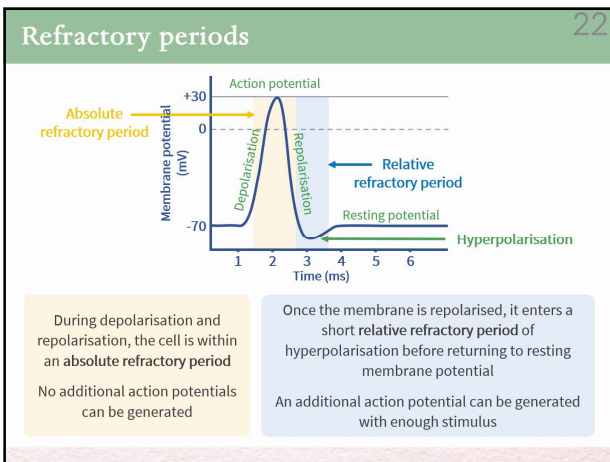 22
Refractory periods
Action potential
+30
0
-70
Membrane potential
(mV)
Absolute
refractory period
Depolarisation
Repolarisation
Relative
refractory period
Resting potential
Hyperpolarisation
1 2 3 4 5 6
Time (ms)
During depolarisation and
repolarisation, the cell is within
an absolute refractory period
No additional action potentials
can be generated
Once the membrane is repolarised, it enters a
short relative refractory period of
hyperpolarisation before returning to resting
membrane potential
An additional action potential can be generated
with enough stimulus